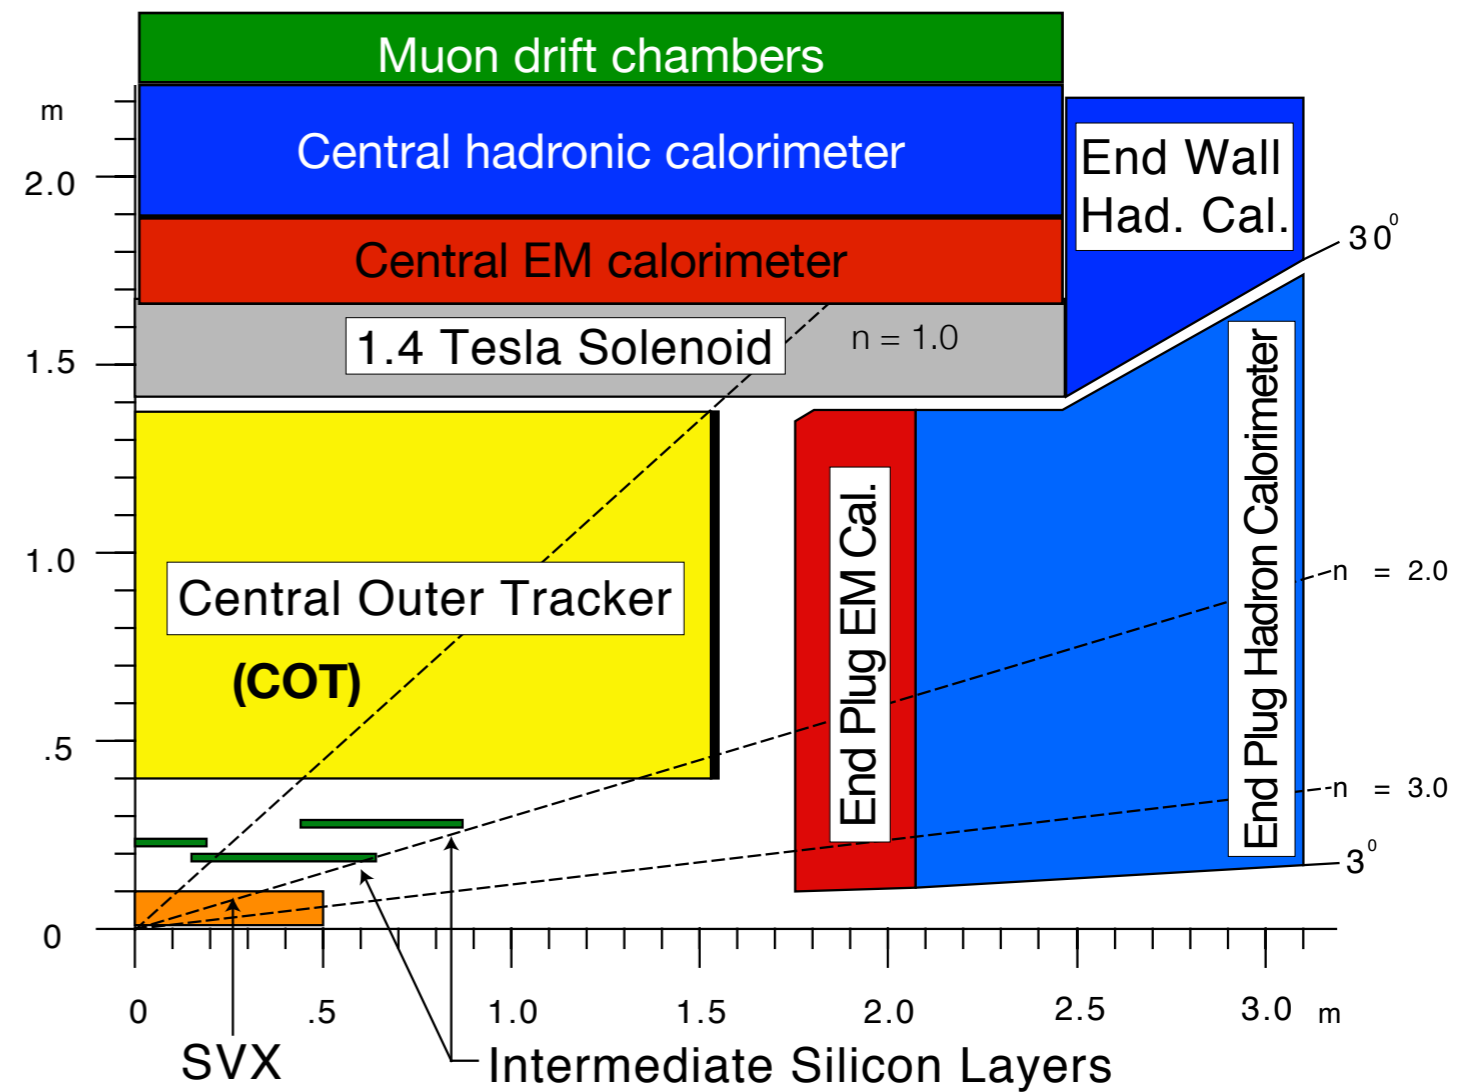 Muon drift chambers
m
Central hadronic calorimeter
End Wall
Had. Cal.
2.0
30⁰
Central EM calorimeter
1.4 Tesla Solenoid
n = 1.0
1.5
End Plug EM Cal.
End Plug Hadron Calorimeter
1.0
n = 2.0
Central Outer Tracker
(COT)
.5
n = 3.0
3⁰
0
0 .5 1.0 1.5 2.0 2.5 3.0 m
SVX
Intermediate Silicon Layers